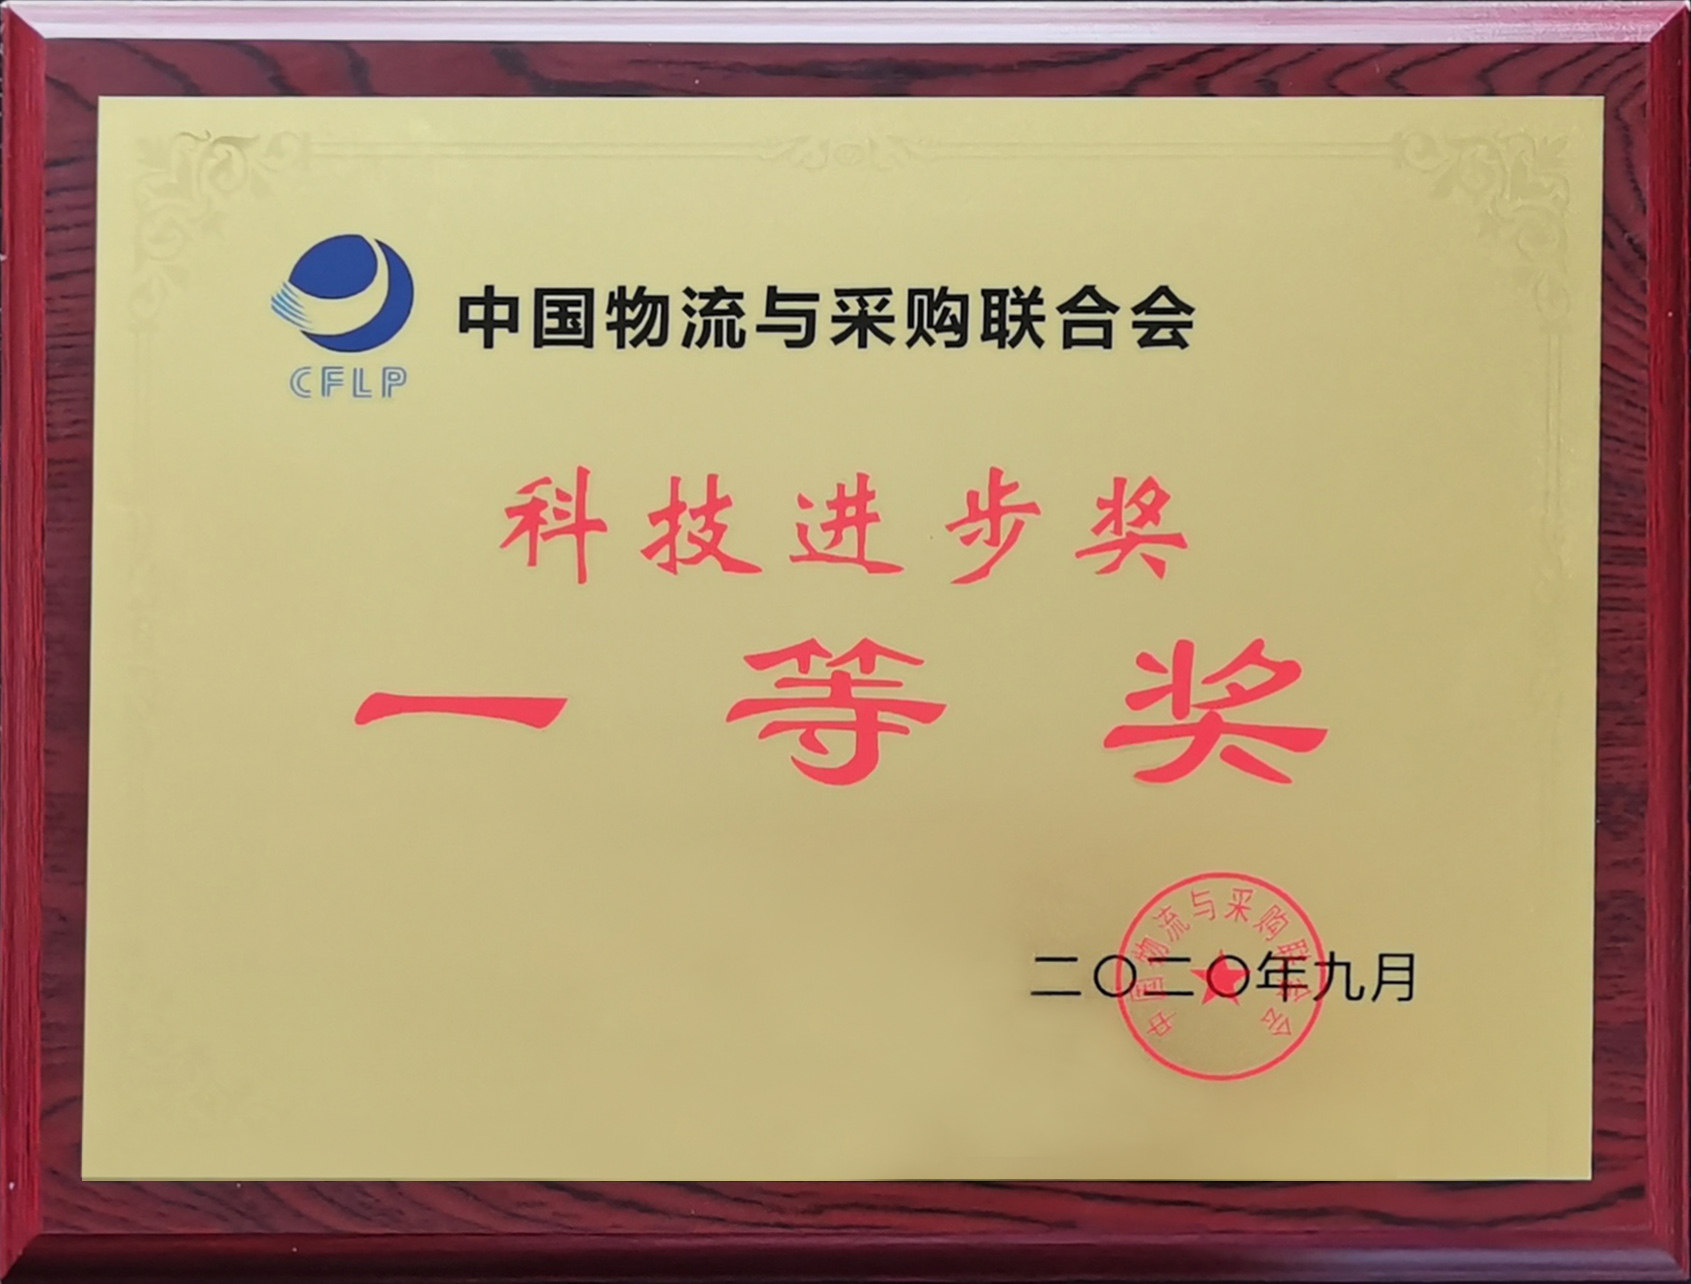 中国物流与采购联合会
CFLP
科技进步奖
一等奖
中国物流与采购联合会
二〇二〇年九月